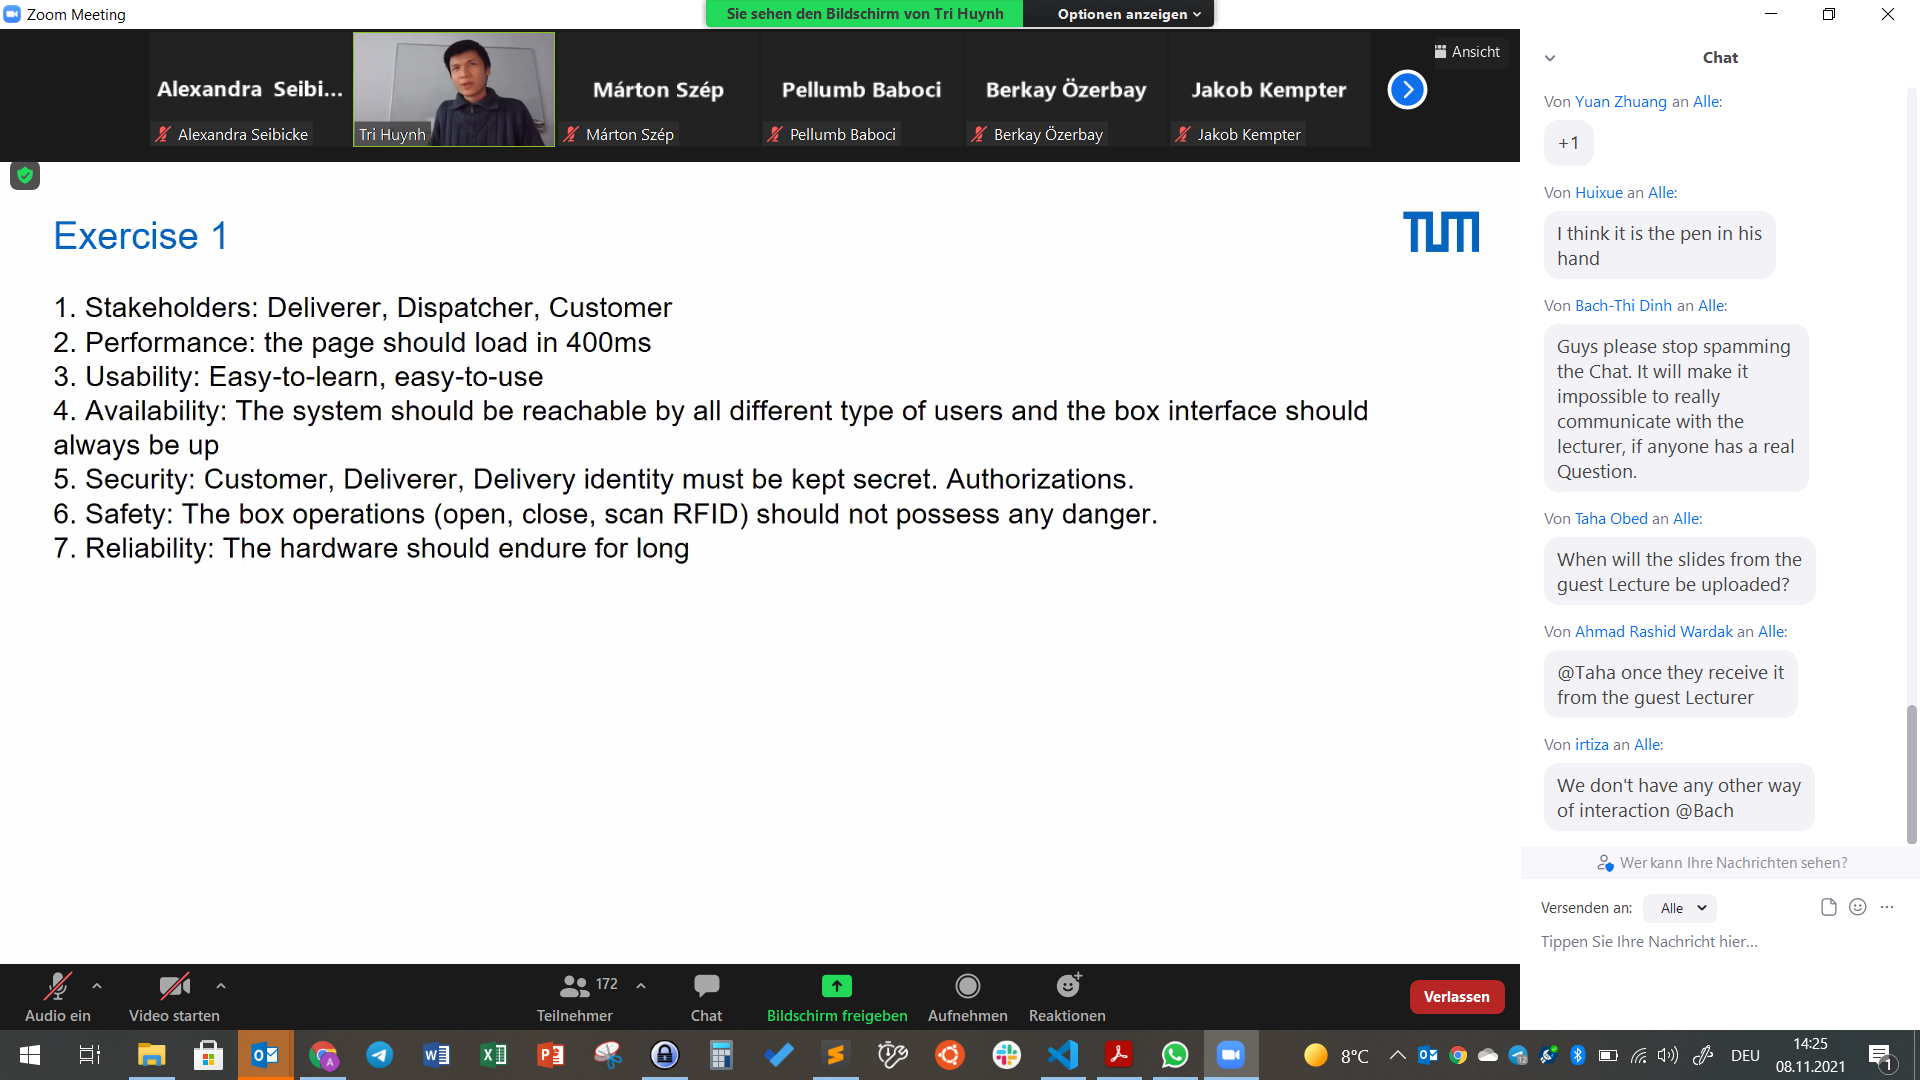 Zoom Meeting
Sie sehen den Bildschirm von Tri Huynh
Optionen anzeigen
Alexandra Seibi...
Márton Szép
Pellumb Baboci
Berkay Özerbay
Jakob Kempter
Alexandra Seibicke
Tri Huynh
Márton Szép
Pellumb Baboci
Berkay Özerbay
Jakob Kempter
Ansicht
Exercise 1
TUM
1. Stakeholders: Deliverer, Dispatcher, Customer
2. Performance: the page should load in 400ms
3. Usability: Easy-to-learn, easy-to-use
4. Availability: The system should be reachable by all different type of users and the box interface should
always be up
5. Security: Customer, Deliverer, Delivery identity must be kept secret. Authorizations.
6. Safety: The box operations (open, close, scan RFID) should not possess any danger.
7. Reliability: The hardware should endure for long
Chat
Von Yuan Zhuang an Alle:
+1
Von Huixue an Alle:
I think it is the pen in his
hand
Von Bach-Thi Dinh an Alle:
Guys please stop spamming
the Chat. It will make it
impossible to really
communicate with the
lecturer, if anyone has a real
Question.
Von Taha Obed an Alle:
When will the slides from the
guest Lecture be uploaded?
Von Ahmad Rashid Wardak an Alle:
@Taha once they receive it
from the guest Lecturer
Von irtiza an Alle:
We don't have any other way
of interaction @Bach
Wer kann Ihre Nachrichten sehen?
Versenden an: Alle
Tippen Sie Ihre Nachricht hier...
Audio ein
Video starten
172
Teilnehmer
Chat
Bildschirm freigeben
Aufnehmen
Reaktionen
Verlassen
8°C
DEU
14:25
08.11.2021
1